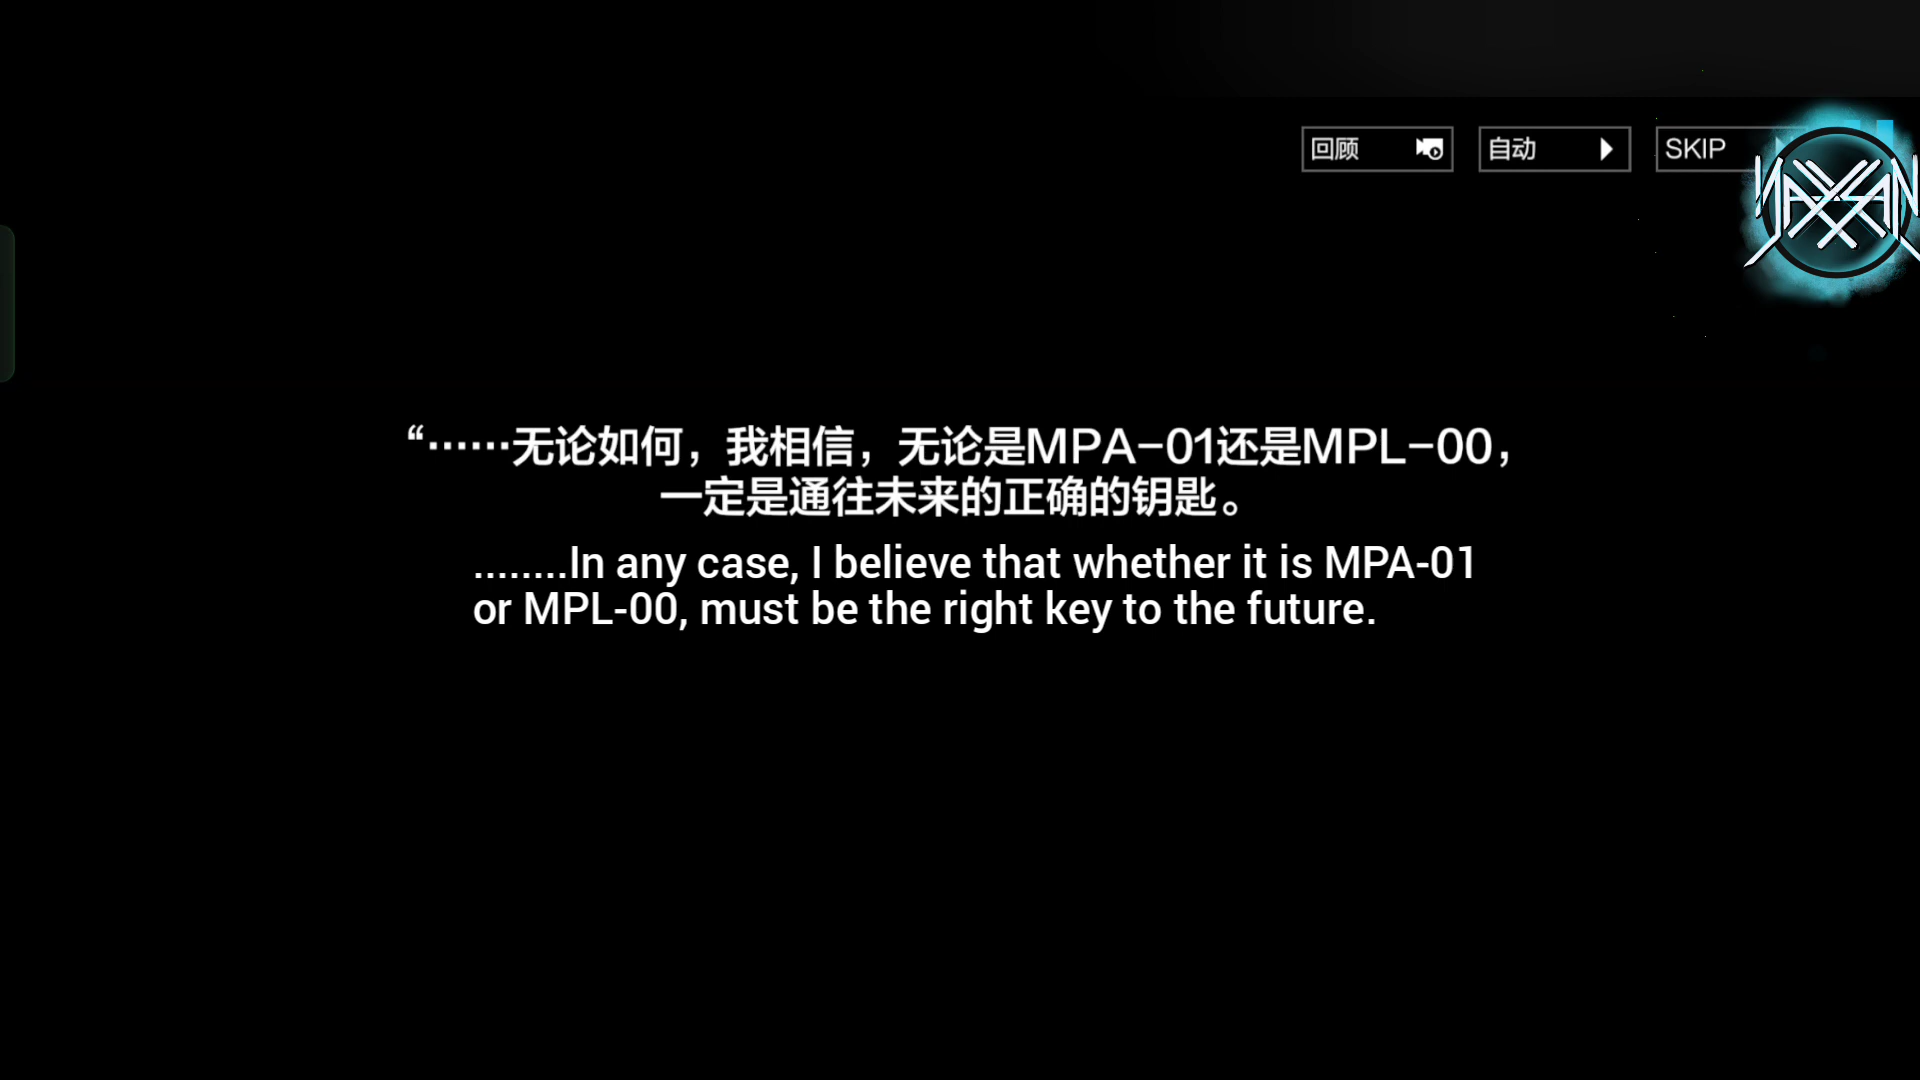 回顾
自动
SKIP
“……无论如何，我相信，无论是MPA-01还是MPL-00，
一定是通往未来的正确的钥匙。
........In any case, I believe that whether it is MPA-01
or MPL-00, must be the right key to the future.